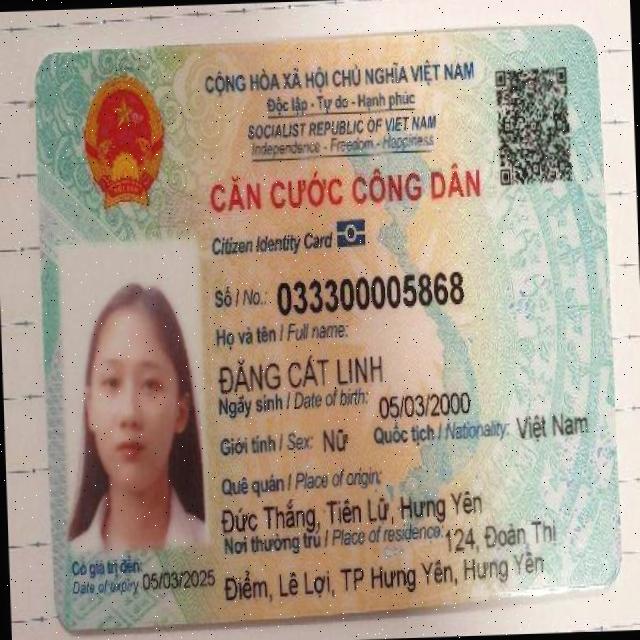 CỘNG HÒA XÃ HỘI CHỦ NGHĨA VIỆT NAM
Độc lập - Tự do - Hạnh phúc
SOCIALIST REPUBLIC OF VIET NAM
Independence - Freedom - Happiness
CĂN CƯỚC CÔNG DÂN
Citizen Identity Card
Số / No.: 033300005868
Họ và tên / Full name:
ĐẶNG CÁT LINH
Ngày sinh / Date of birth: 05/03/2000
Giới tính / Sex: Nữ Quốc tịch / Nationality: Việt Nam
Quê quán / Place of origin:
Đức Thắng, Tiên Lữ, Hưng Yên
Nơi thường trú / Place of residence: 124, Đoàn Thị
Điểm, Lê Lợi, TP Hưng Yên, Hưng Yên
Có giá trị đến:
Date of expiry 05/03/2025